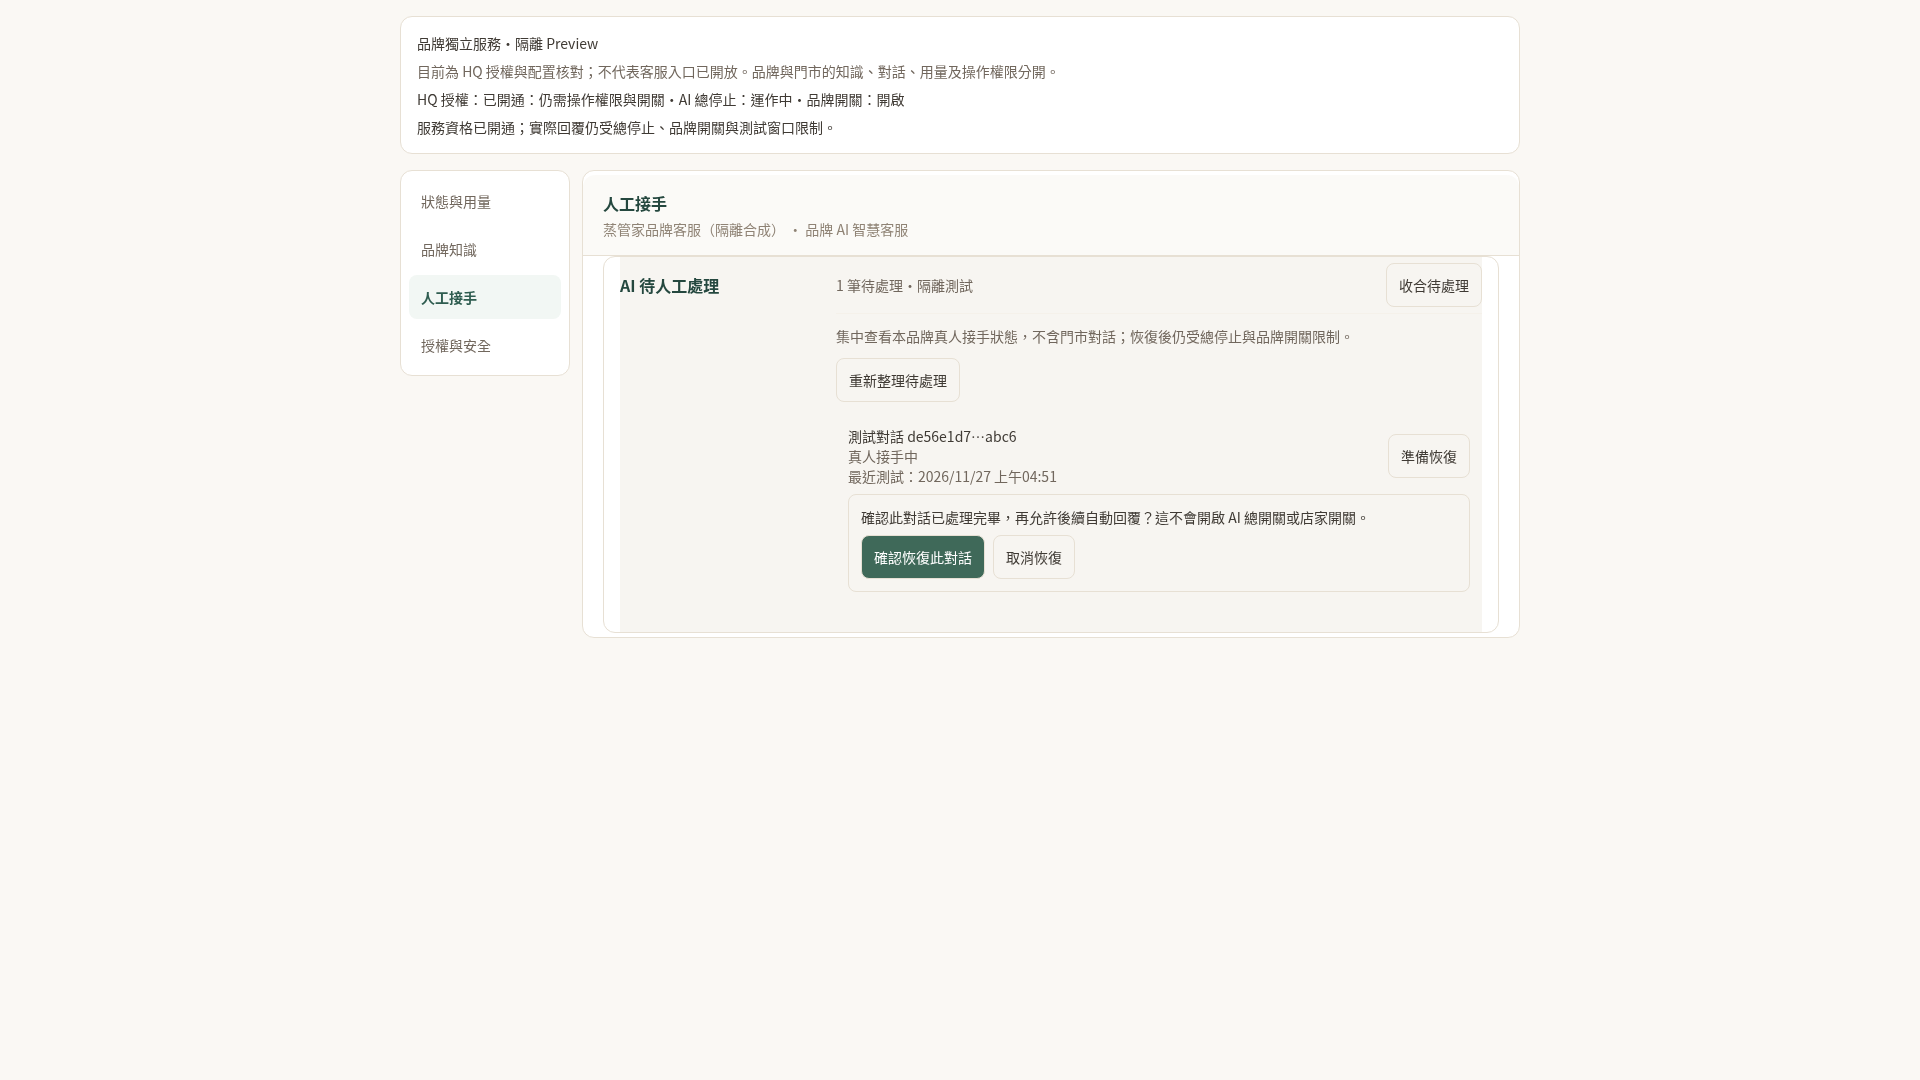 品牌獨立服務・隔離 Preview
目前為 HQ 授權與配置核對；不代表客服入口已開放。品牌與門市的知識、對話、用量及操作權限分開。
HQ 授權：已開通：仍需操作權限與開關・AI 總停止：運作中・品牌開關：開啟
服務資格已開通；實際回覆仍受總停止、品牌開關與測試窗口限制。
狀態與用量
品牌知識
人工接手
授權與安全
人工接手
蒸管家品牌客服（隔離合成） ・ 品牌 AI 智慧客服
AI 待人工處理
1 筆待處理・隔離測試
收合待處理
集中查看本品牌真人接手狀態，不含門市對話；恢復後仍受總停止與品牌開關限制。
重新整理待處理
測試對話 de56e1d7…abc6
真人接手中
最近測試：2026/11/27 上午04:51
準備恢復
確認此對話已處理完畢，再允許後續自動回覆？這不會開啟 AI 總開關或店家開關。
確認恢復此對話
取消恢復